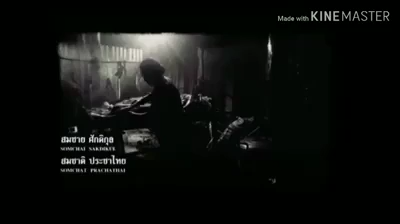 Made with KINEMASTER
สมชาย ศักดิกุล
SOMCHAI SAKDIKUL
สมชาติ ประชาไทย
SOMCHAT PRACHATHAI